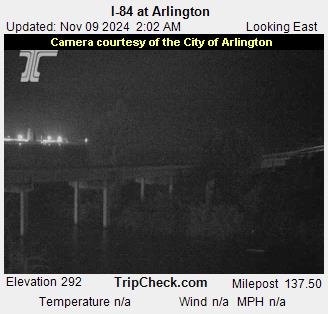 I-84 at Arlington
Updated: Nov 09 2024 2:02 AM Looking East
Camera courtesy of the City of Arlington
Elevation 292 TripCheck.com Milepost 137.50
Temperature n/a Wind n/a MPH n/a